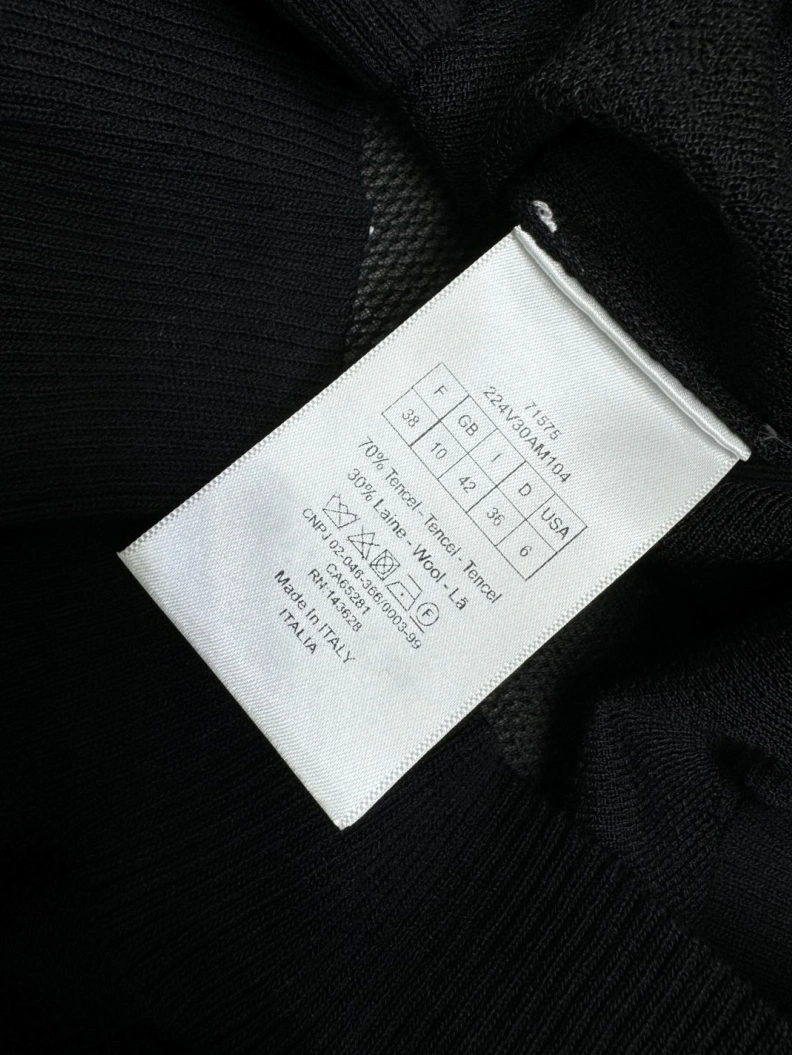 71575
224V30AM104
F GB I D USA
38 10 42 36 6
70% Tencel - Tencel - Tencel
30% Laine - Wool - Lã
F
CNPJ 02-046-366/0003-99
CA65281
RN:143628
Made in ITALY
ITALIA